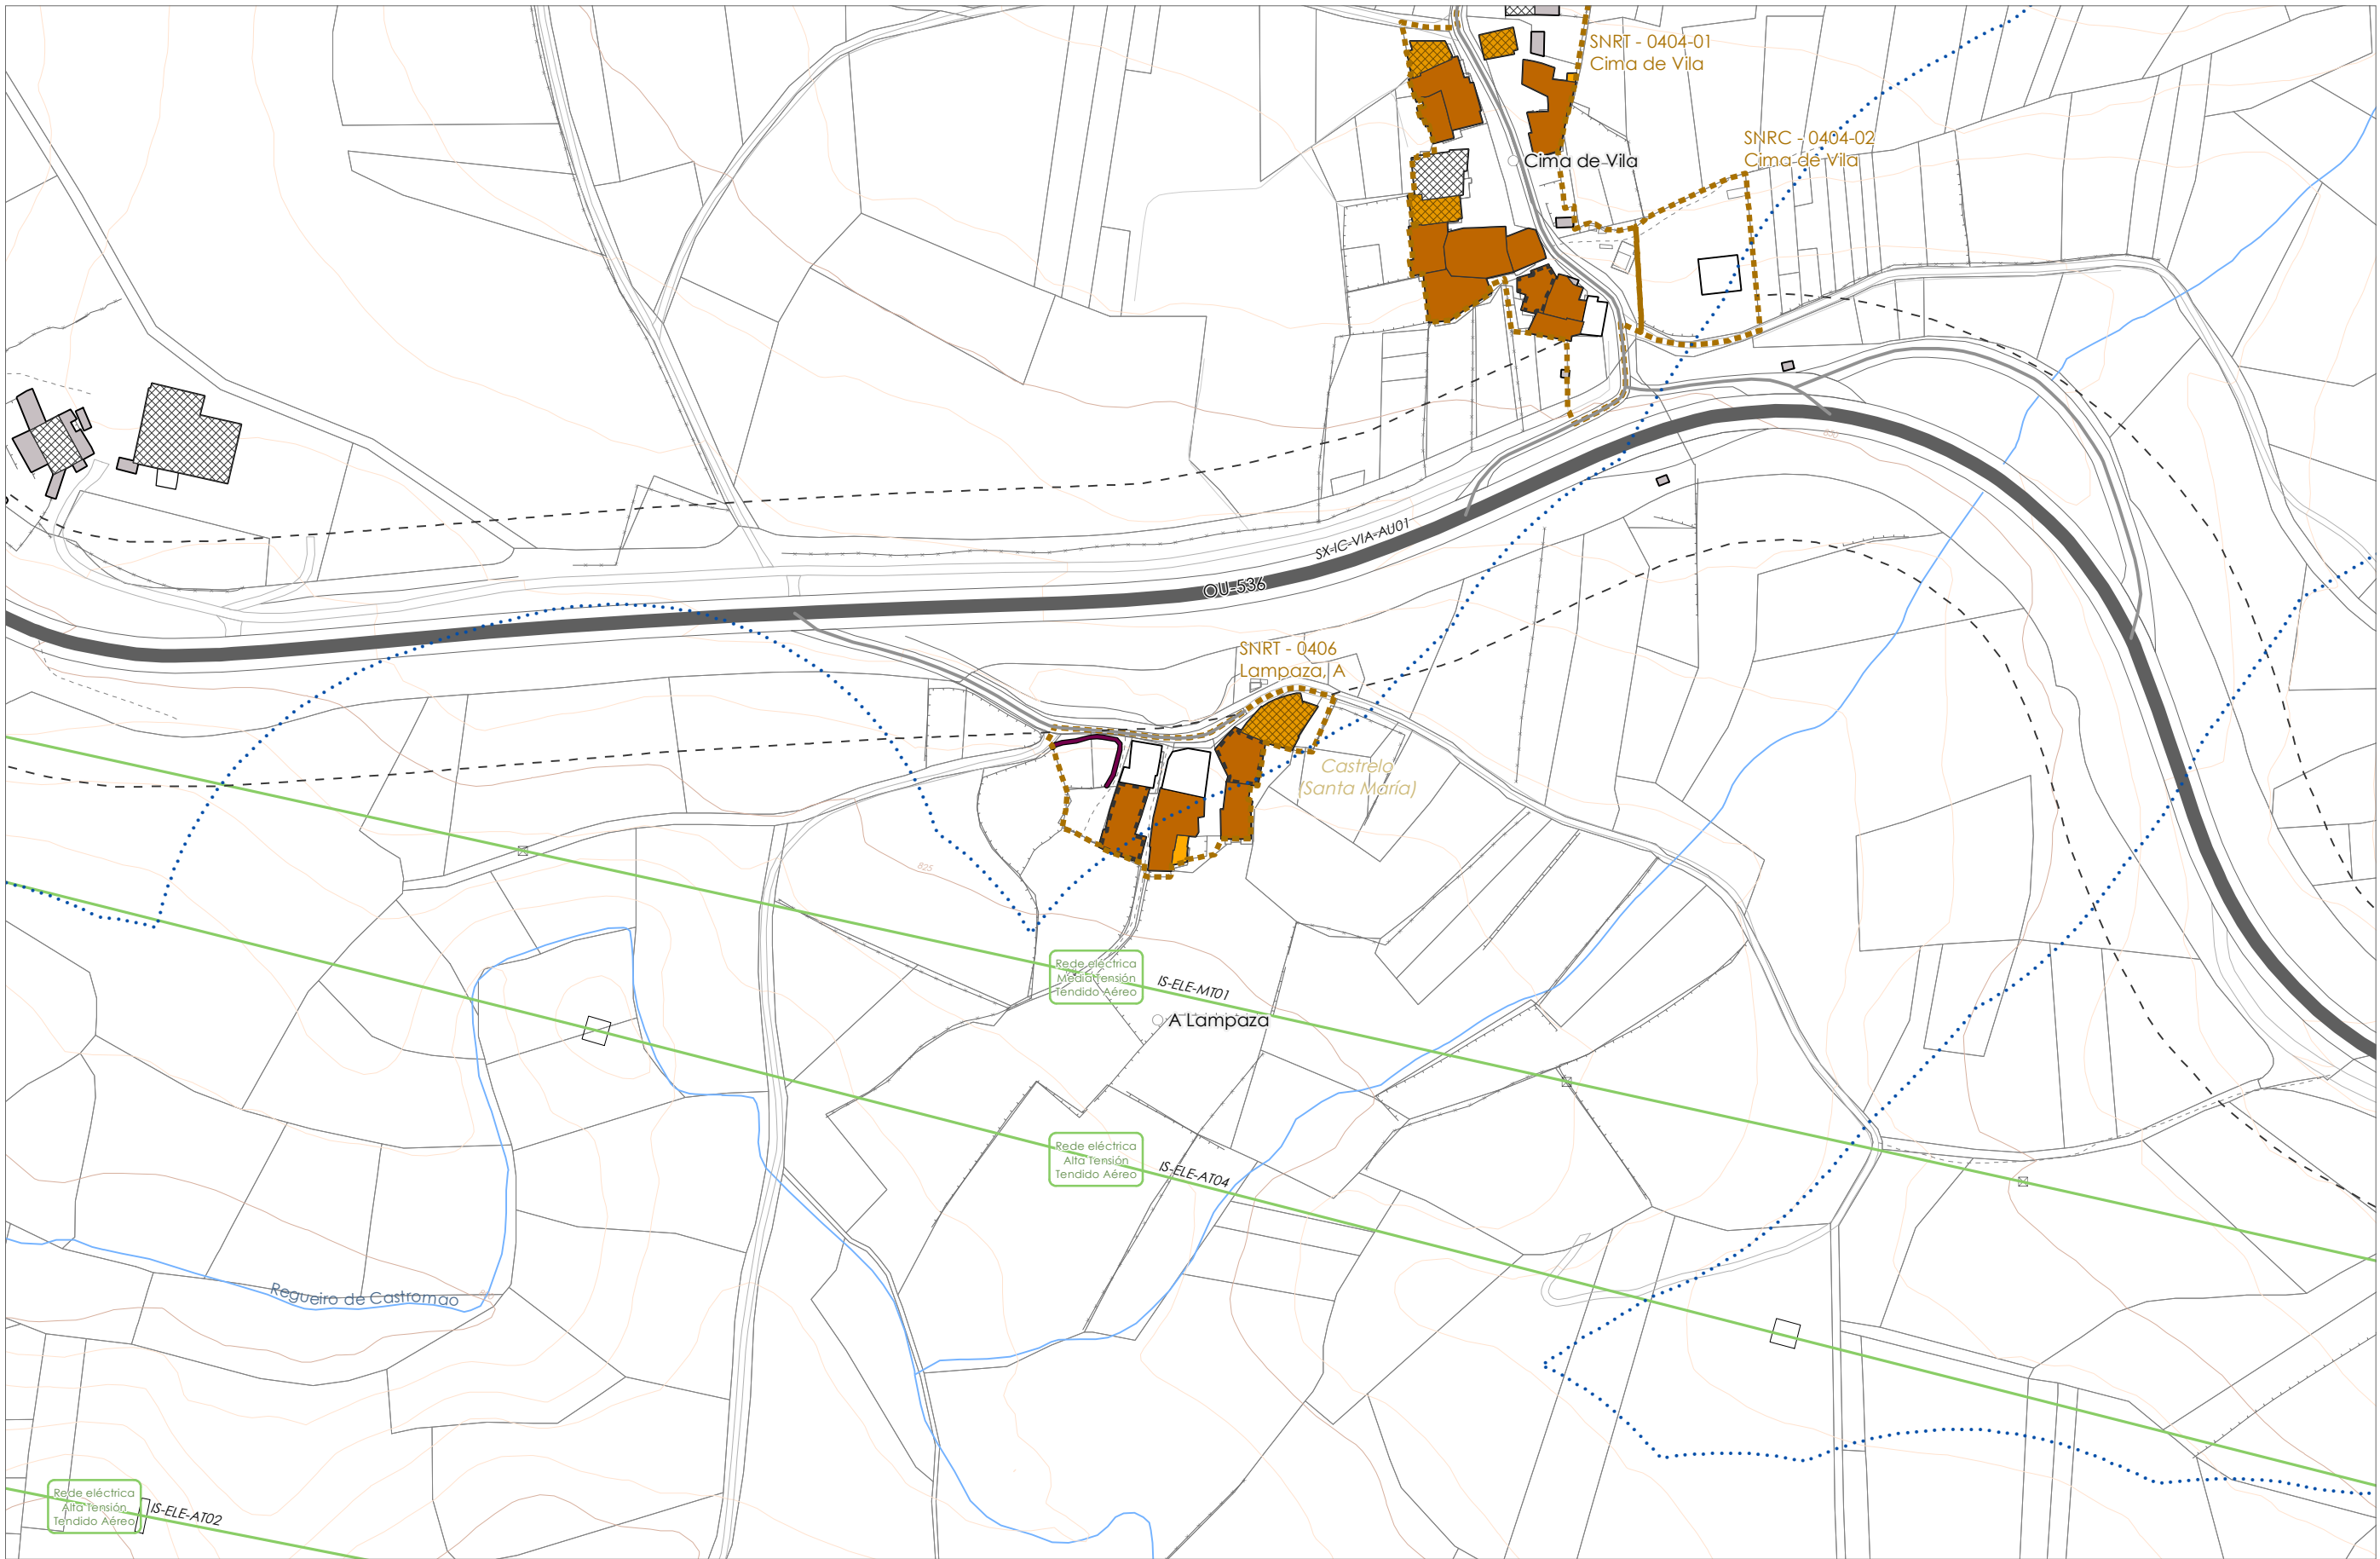 SNRT - 0404-01
Cima de Vila
SNRC - 0404-02
Cima de Vila
Cima de Vila
SX-IC-VIA-AU01
OU-536
SNRT - 0406
Lampaza, A
Castrelo
(Santa María)
825
Rede eléctrica
Media Tensión
Tendido Aéreo
IS-ELE-MT01
A Lampaza
Rede eléctrica
Alta Tensión
Tendido Aéreo
IS-ELE-AT04
Regueiro de Castromao
Rede eléctrica
Alta Tensión
Tendido Aéreo
IS-ELE-AT02